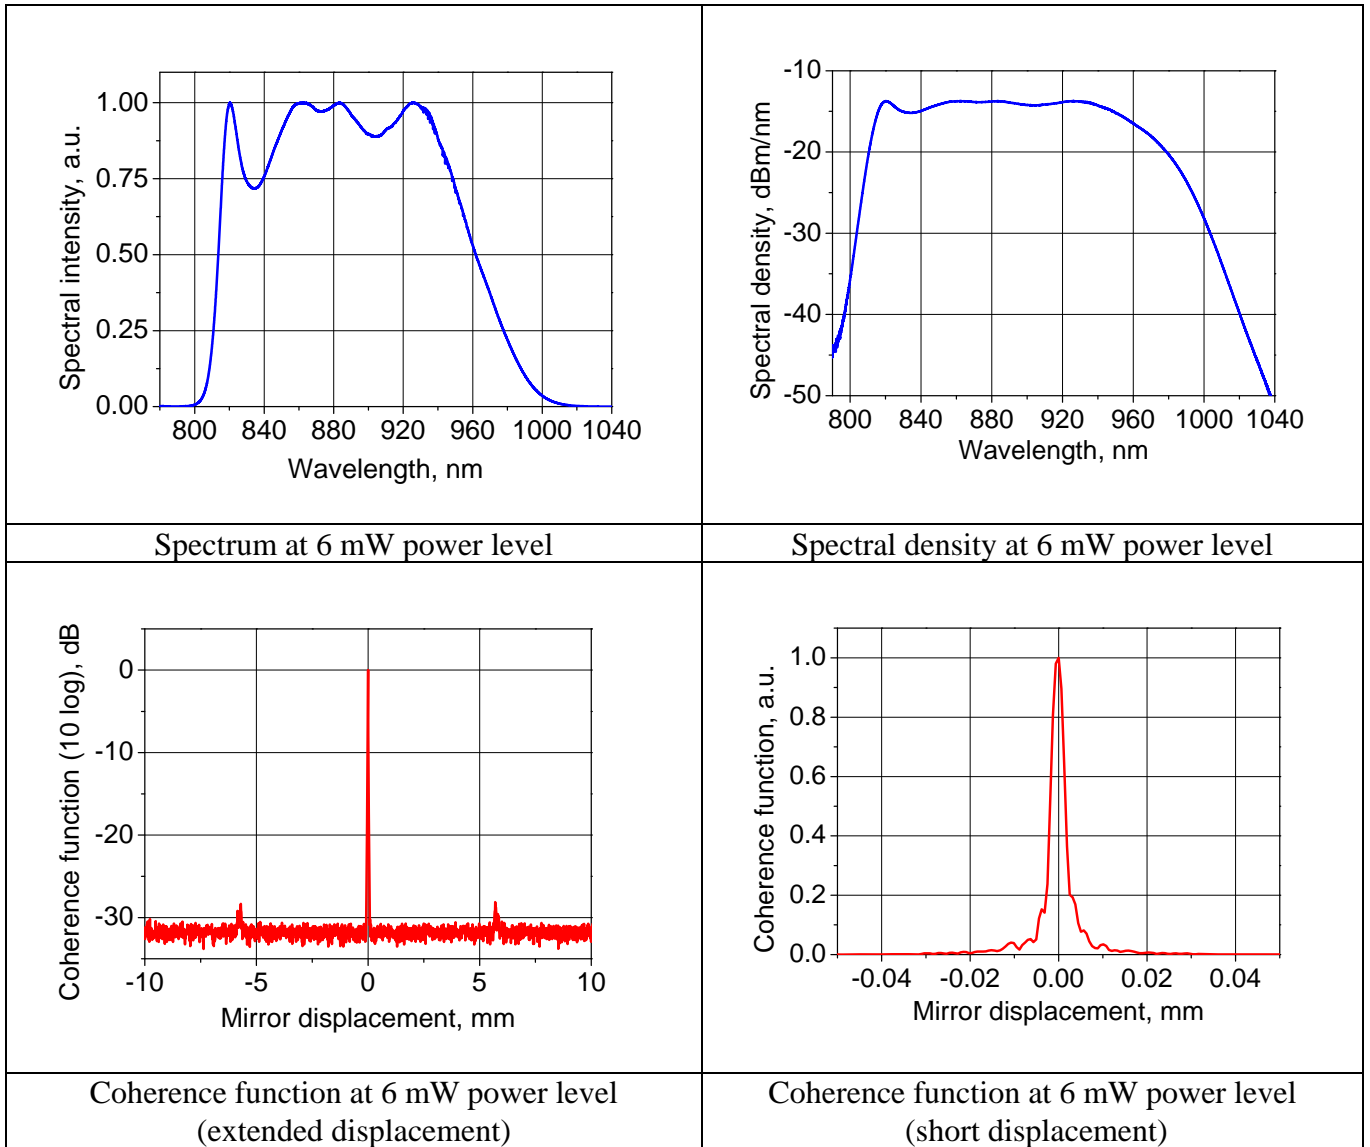 1.00
0.75
0.50
0.25
0.00
Spectral intensity, a.u.
800 840 880 920 960 1000 1040
Wavelength, nm
-10
-20
-30
-40
-50
Spectral density, dBm/nm
800 840 880 920 960 1000 1040
Wavelength, nm
Spectrum at 6 mW power level
Spectral density at 6 mW power level
0
-10
-20
-30
Coherence function (10 log), dB
-10 -5 0 5 10
Mirror displacement, mm
1.0
0.8
0.6
0.4
0.2
0.0
Coherence function, a.u.
-0.04 -0.02 0.00 0.02 0.04
Mirror displacement, mm
Coherence function at 6 mW power level
(extended displacement)
Coherence function at 6 mW power level
(short displacement)